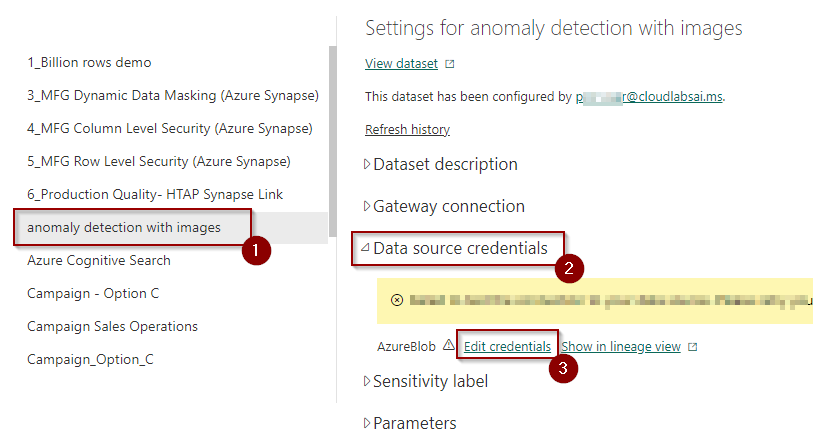 Settings for anomaly detection with images
1_Billion rows demo
3_MFG Dynamic Data Masking (Azure Synapse)
4_MFG Column Level Security (Azure Synapse)
5_MFG Row Level Security (Azure Synapse)
6_Production Quality- HTAP Synapse Link
anomaly detection with images
1
Azure Cognitive Search
Campaign - Option C
Campaign Sales Operations
Campaign_Option_C
View dataset
This dataset has been configured by p r@cloudlabsai.ms.
Refresh history
Dataset description
Gateway connection
Data source credentials
2
AzureBlob Edit credentials Show in lineage view
3
Sensitivity label
Parameters